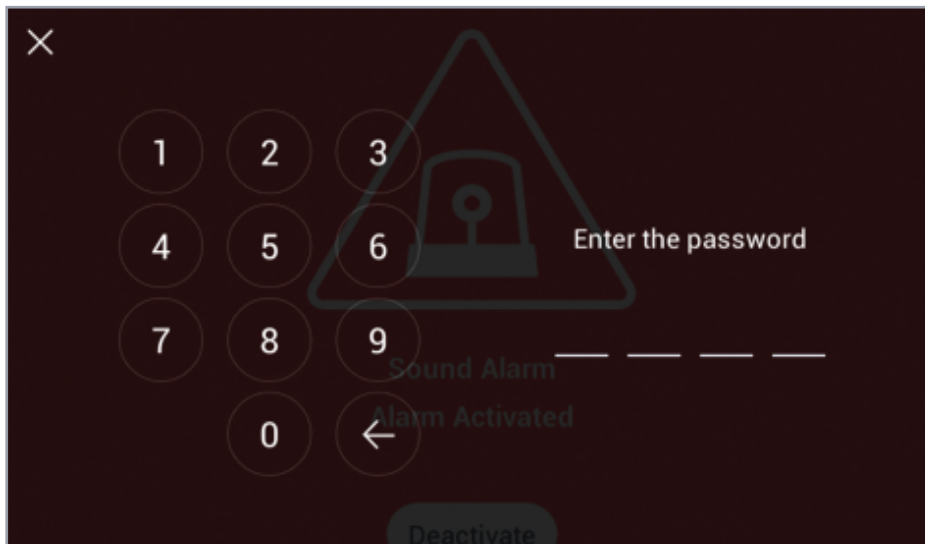 1 2 3
4 5 6
Enter the password
7 8 9
Sound Alarm
Alarm Activated
0
Deactivate